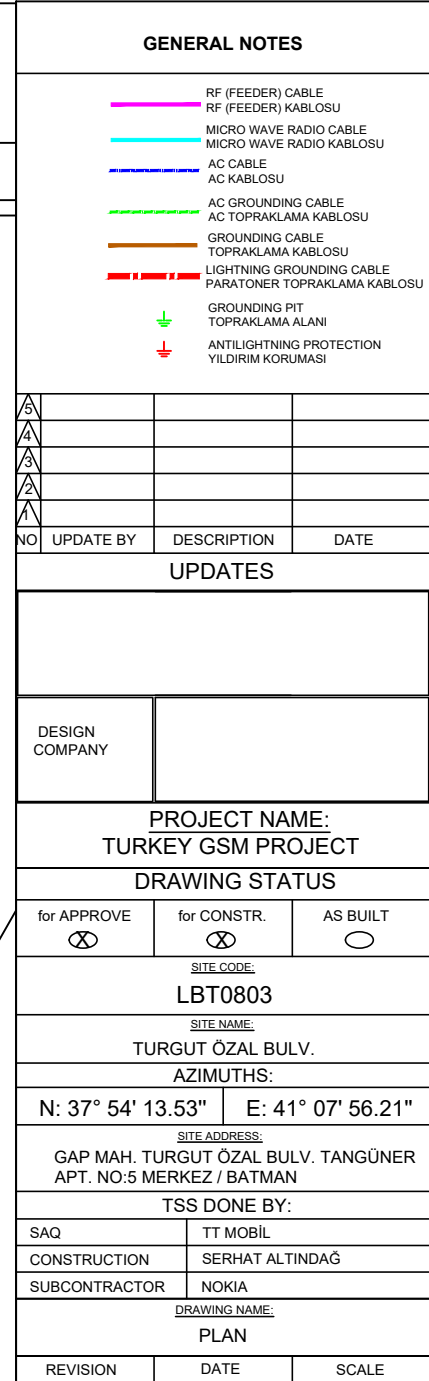 GENERAL NOTES
RF (FEEDER) CABLE
RF (FEEDER) KABLOSU
MICRO WAVE RADIO CABLE
MICRO WAVE RADIO KABLOSU
AC CABLE
AC KABLOSU
AC GROUNDING CABLE
AC TOPRAKLAMA KABLOSU
GROUNDING CABLE
TOPRAKLAMA KABLOSU
LIGHTNING GROUNDING CABLE
PARATONER TOPRAKLAMA KABLOSU
GROUNDING PIT
TOPRAKLAMA ALANI
ANTILIGHTNING PROTECTION
YILDIRIM KORUMASI
5
4
3
2
1
NO UPDATE BY DESCRIPTION DATE
UPDATES
DESIGN
COMPANY
PROJECT NAME:
TURKEY GSM PROJECT
DRAWING STATUS
for APPROVE for CONSTR. AS BUILT
X X
SITE CODE:
LBT0803
SITE NAME:
TURGUT ÖZAL BULV.
AZIMUTHS:
N: 37° 54' 13.53" E: 41° 07' 56.21"
SITE ADDRESS:
GAP MAH. TURGUT ÖZAL BULV. TANGÜNER
APT. NO:5 MERKEZ / BATMAN
TSS DONE BY:
SAQ TT MOBİL
CONSTRUCTION SERHAT ALTINDAĞ
SUBCONTRACTOR NOKIA
DRAWING NAME:
PLAN
REVISION DATE SCALE